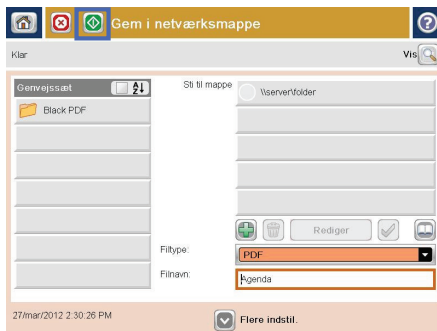 Gem i netværksmappe
Klar
Vis
Genvejssæt
A
Z
Black PDF
Sti til mappe
\\server\folder
Rediger
Filtype:
PDF
Filnavn:
Agenda
27/mar/2012 2:30:26 PM
Flere indstil.